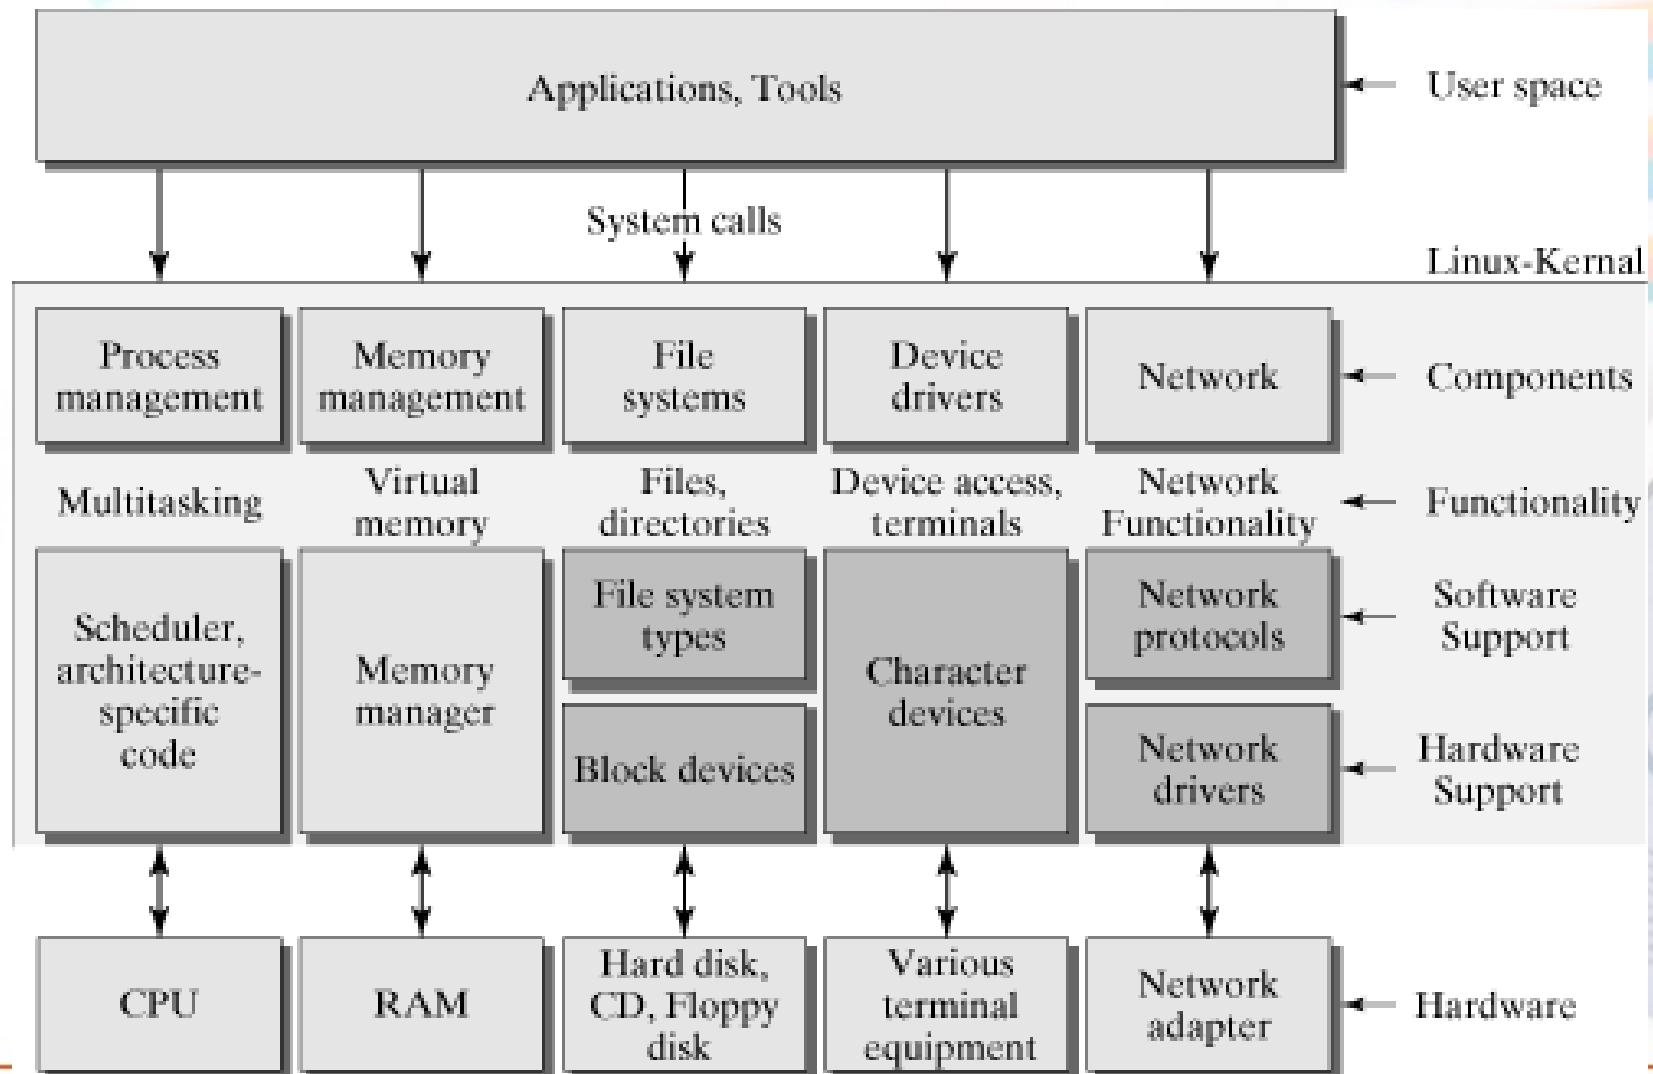 Applications, Tools
User space
System calls
Linux-Kernal
Process
management
Memory
management
File
systems
Device
drivers
Network
Components
Multitasking
Virtual
memory
Files,
directories
Device access,
terminals
Network
Functionality
Functionality
Scheduler,
architecture-
specific
code
Memory
manager
File system
types
Block devices
Character
devices
Network
protocols
Network
drivers
Software
Support
Hardware
Support
CPU
RAM
Hard disk,
CD, Floppy
disk
Various
terminal
equipment
Network
adapter
Hardware